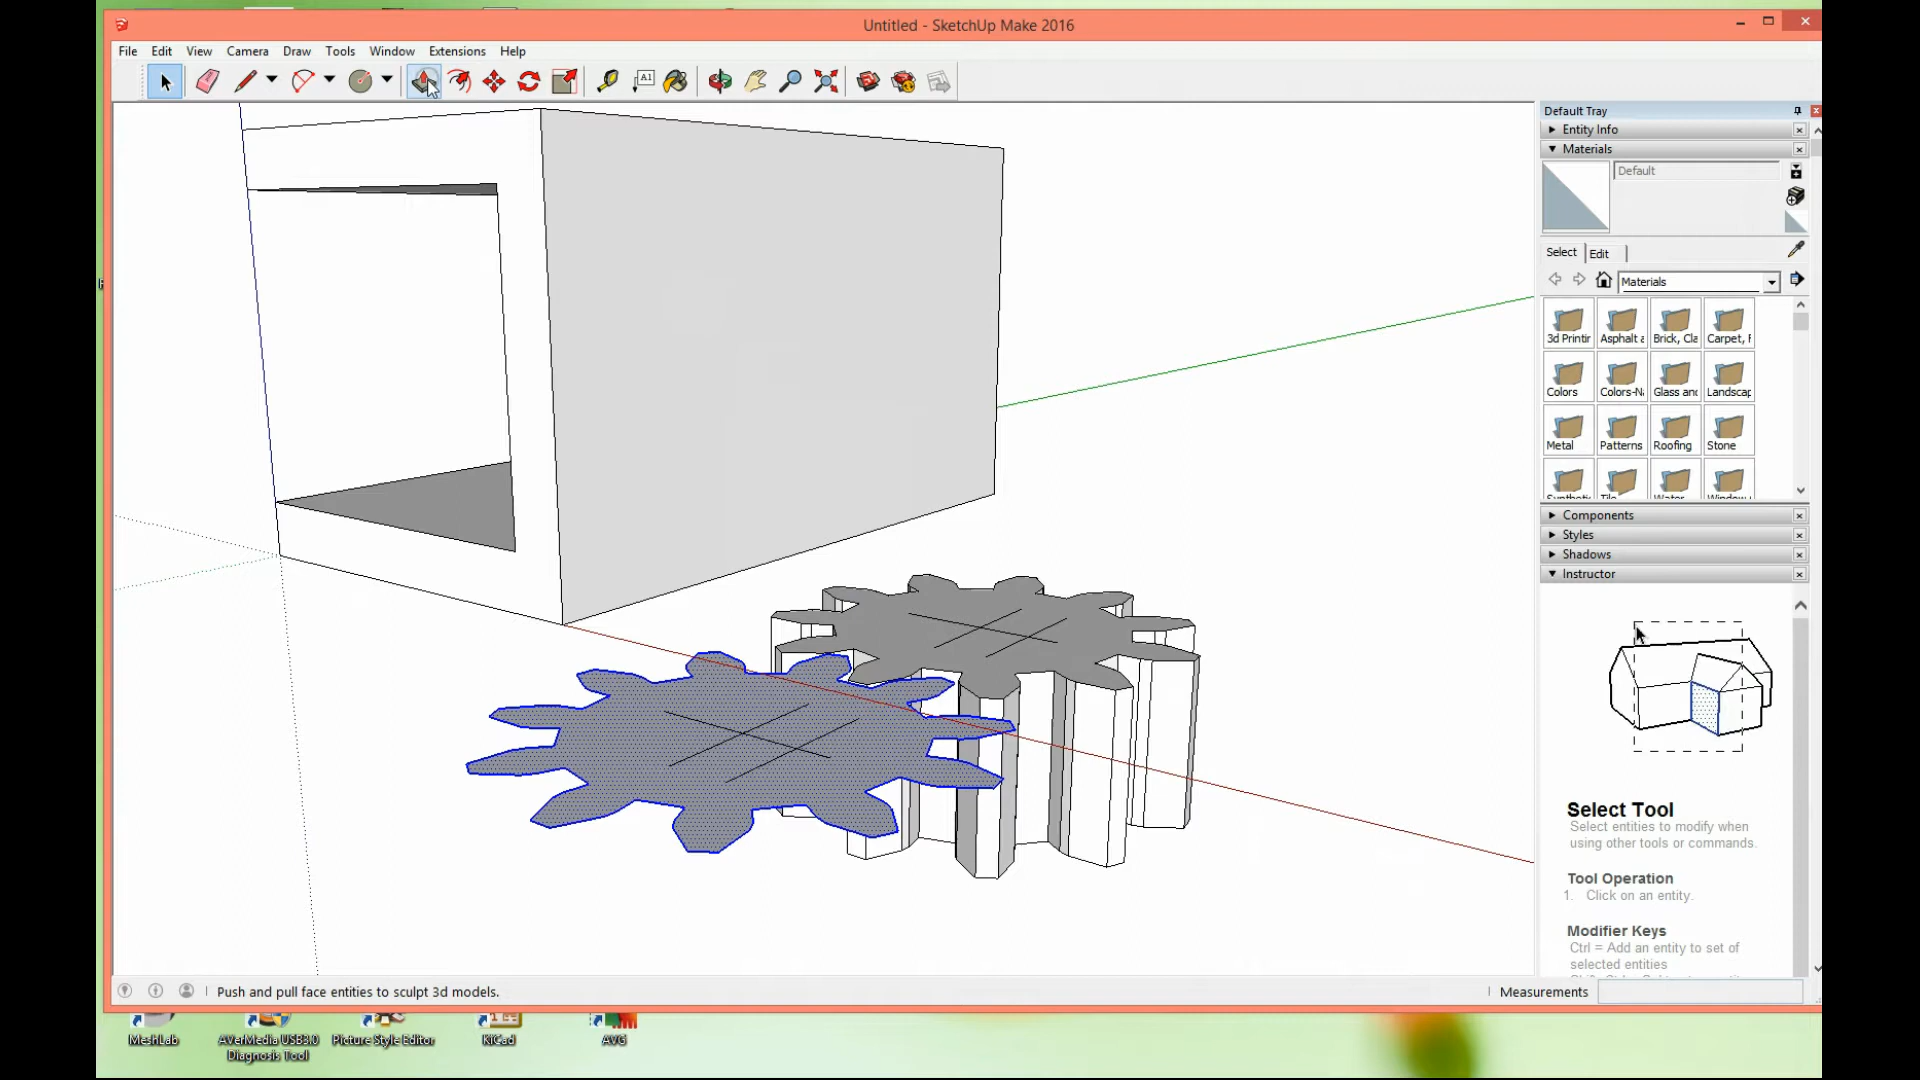 Untitled - SketchUp Make 2016
File Edit View Camera Draw Tools Window Extensions Help
A1
Default Tray
Entity Info
Materials
Default
Select Edit
Materials
3d Printir Asphalt a Brick, Cla Carpet, F
Colors Colors-Na Glass and Landscap
Metal Patterns Roofing Stone
Tile
Components
Styles
Shadows
Instructor
Select Tool
Select entities to modify when
using other tools or commands.
Tool Operation
1. Click on an entity.
Modifier Keys
Ctrl = Add an entity to set of
selected entities
Push and pull face entities to sculpt 3d models.
Measurements
MeshLab AVerMedia USB3.0 Picture Style Editor KiCad AVG
Diagnosis Tool